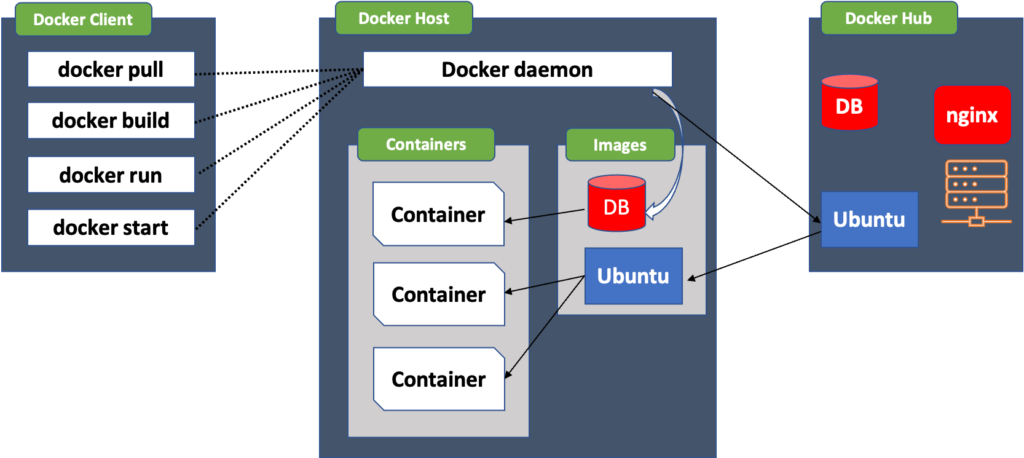 Docker Client
docker pull
docker build
docker run
docker start
Docker Host
Docker daemon
Containers
Container
Container
Container
Images
DB
Ubuntu
Docker Hub
DB
nginx
Ubuntu